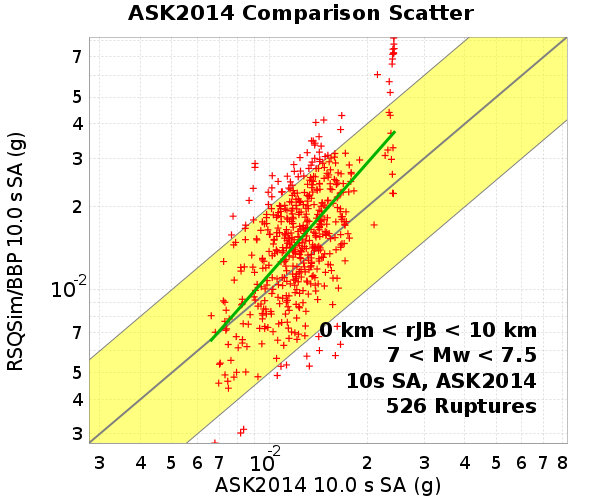 ASK2014 Comparison Scatter
RSQSim/BBP 10.0 s SA (g)
7
5
4
3
2
10-2
7
5
4
3
0 km < rJB < 10 km
7 < Mw < 7.5
10s SA, ASK2014
526 Ruptures
3 4 5 6 7 10-2 2 3 4 5 6 7 8
ASK2014 10.0 s SA (g)